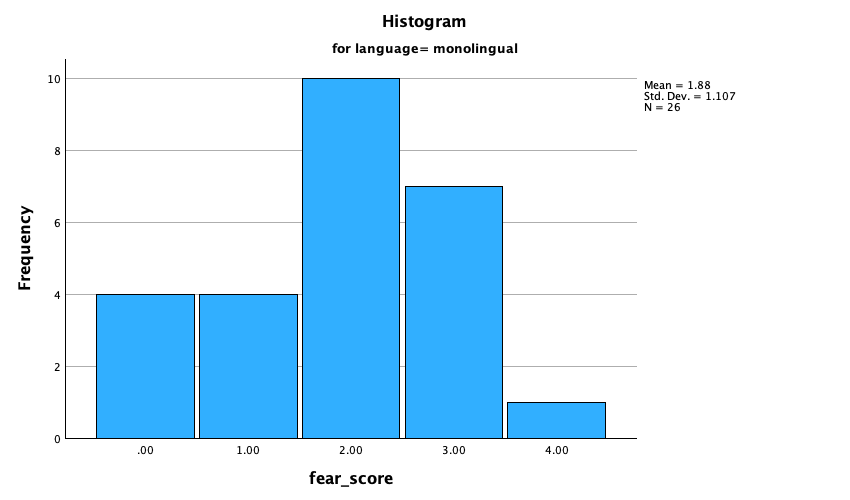 Histogram
for language= monolingual
Mean = 1.88
Std. Dev. = 1.107
N = 26
Frequency
10
8
6
4
2
0
.00 1.00 2.00 3.00 4.00
fear_score